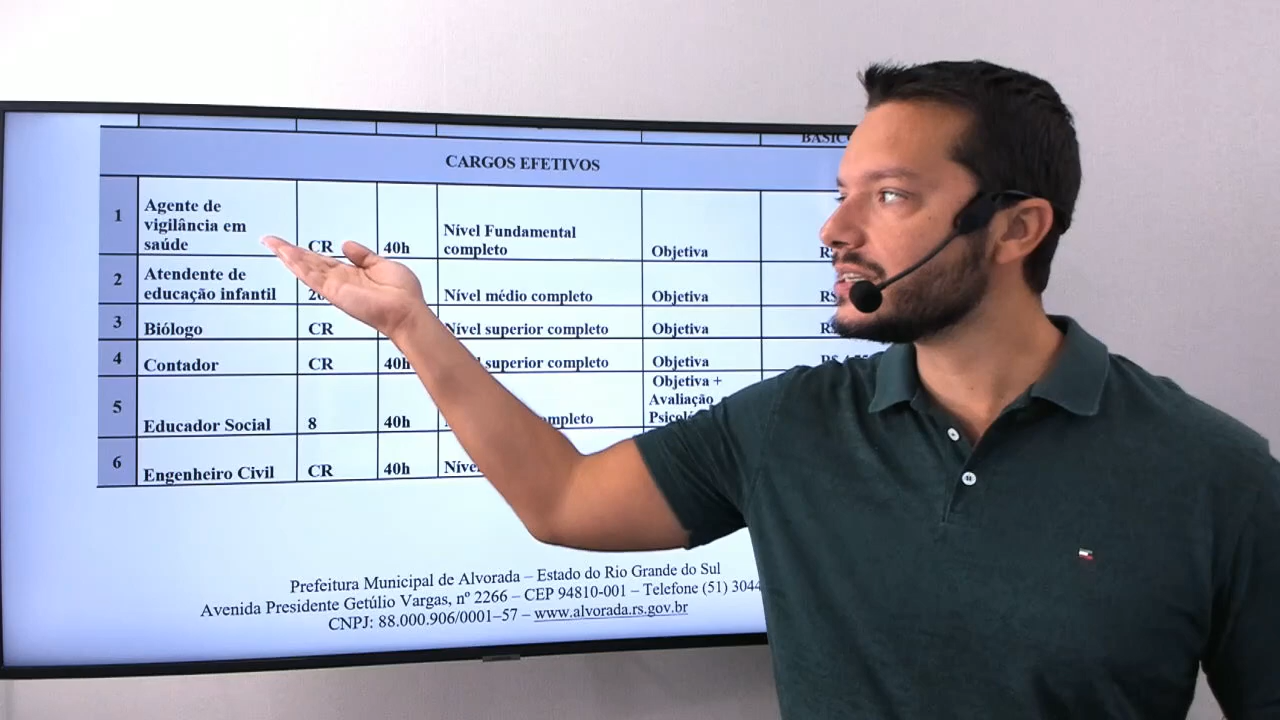 CARGOS EFETIVOS
1 Agente de vigilância em saúde CR 40h Nível Fundamental completo Objetiva
2 Atendente de educação infantil Nível médio completo Objetiva
3 Biólogo CR Nível superior completo Objetiva
4 Contador CR 40h superior completo Objetiva
5 Educador Social 8 40h Objetiva + Avaliação
6 Engenheiro Civil CR 40h
Prefeitura Municipal de Alvorada – Estado do Rio Grande do Sul
Avenida Presidente Getúlio Vargas, nº 2266 – CEP 94810-001 – Telefone (51) 3044
CNPJ: 88.000.906/0001–57 – www.alvorada.rs.gov.br